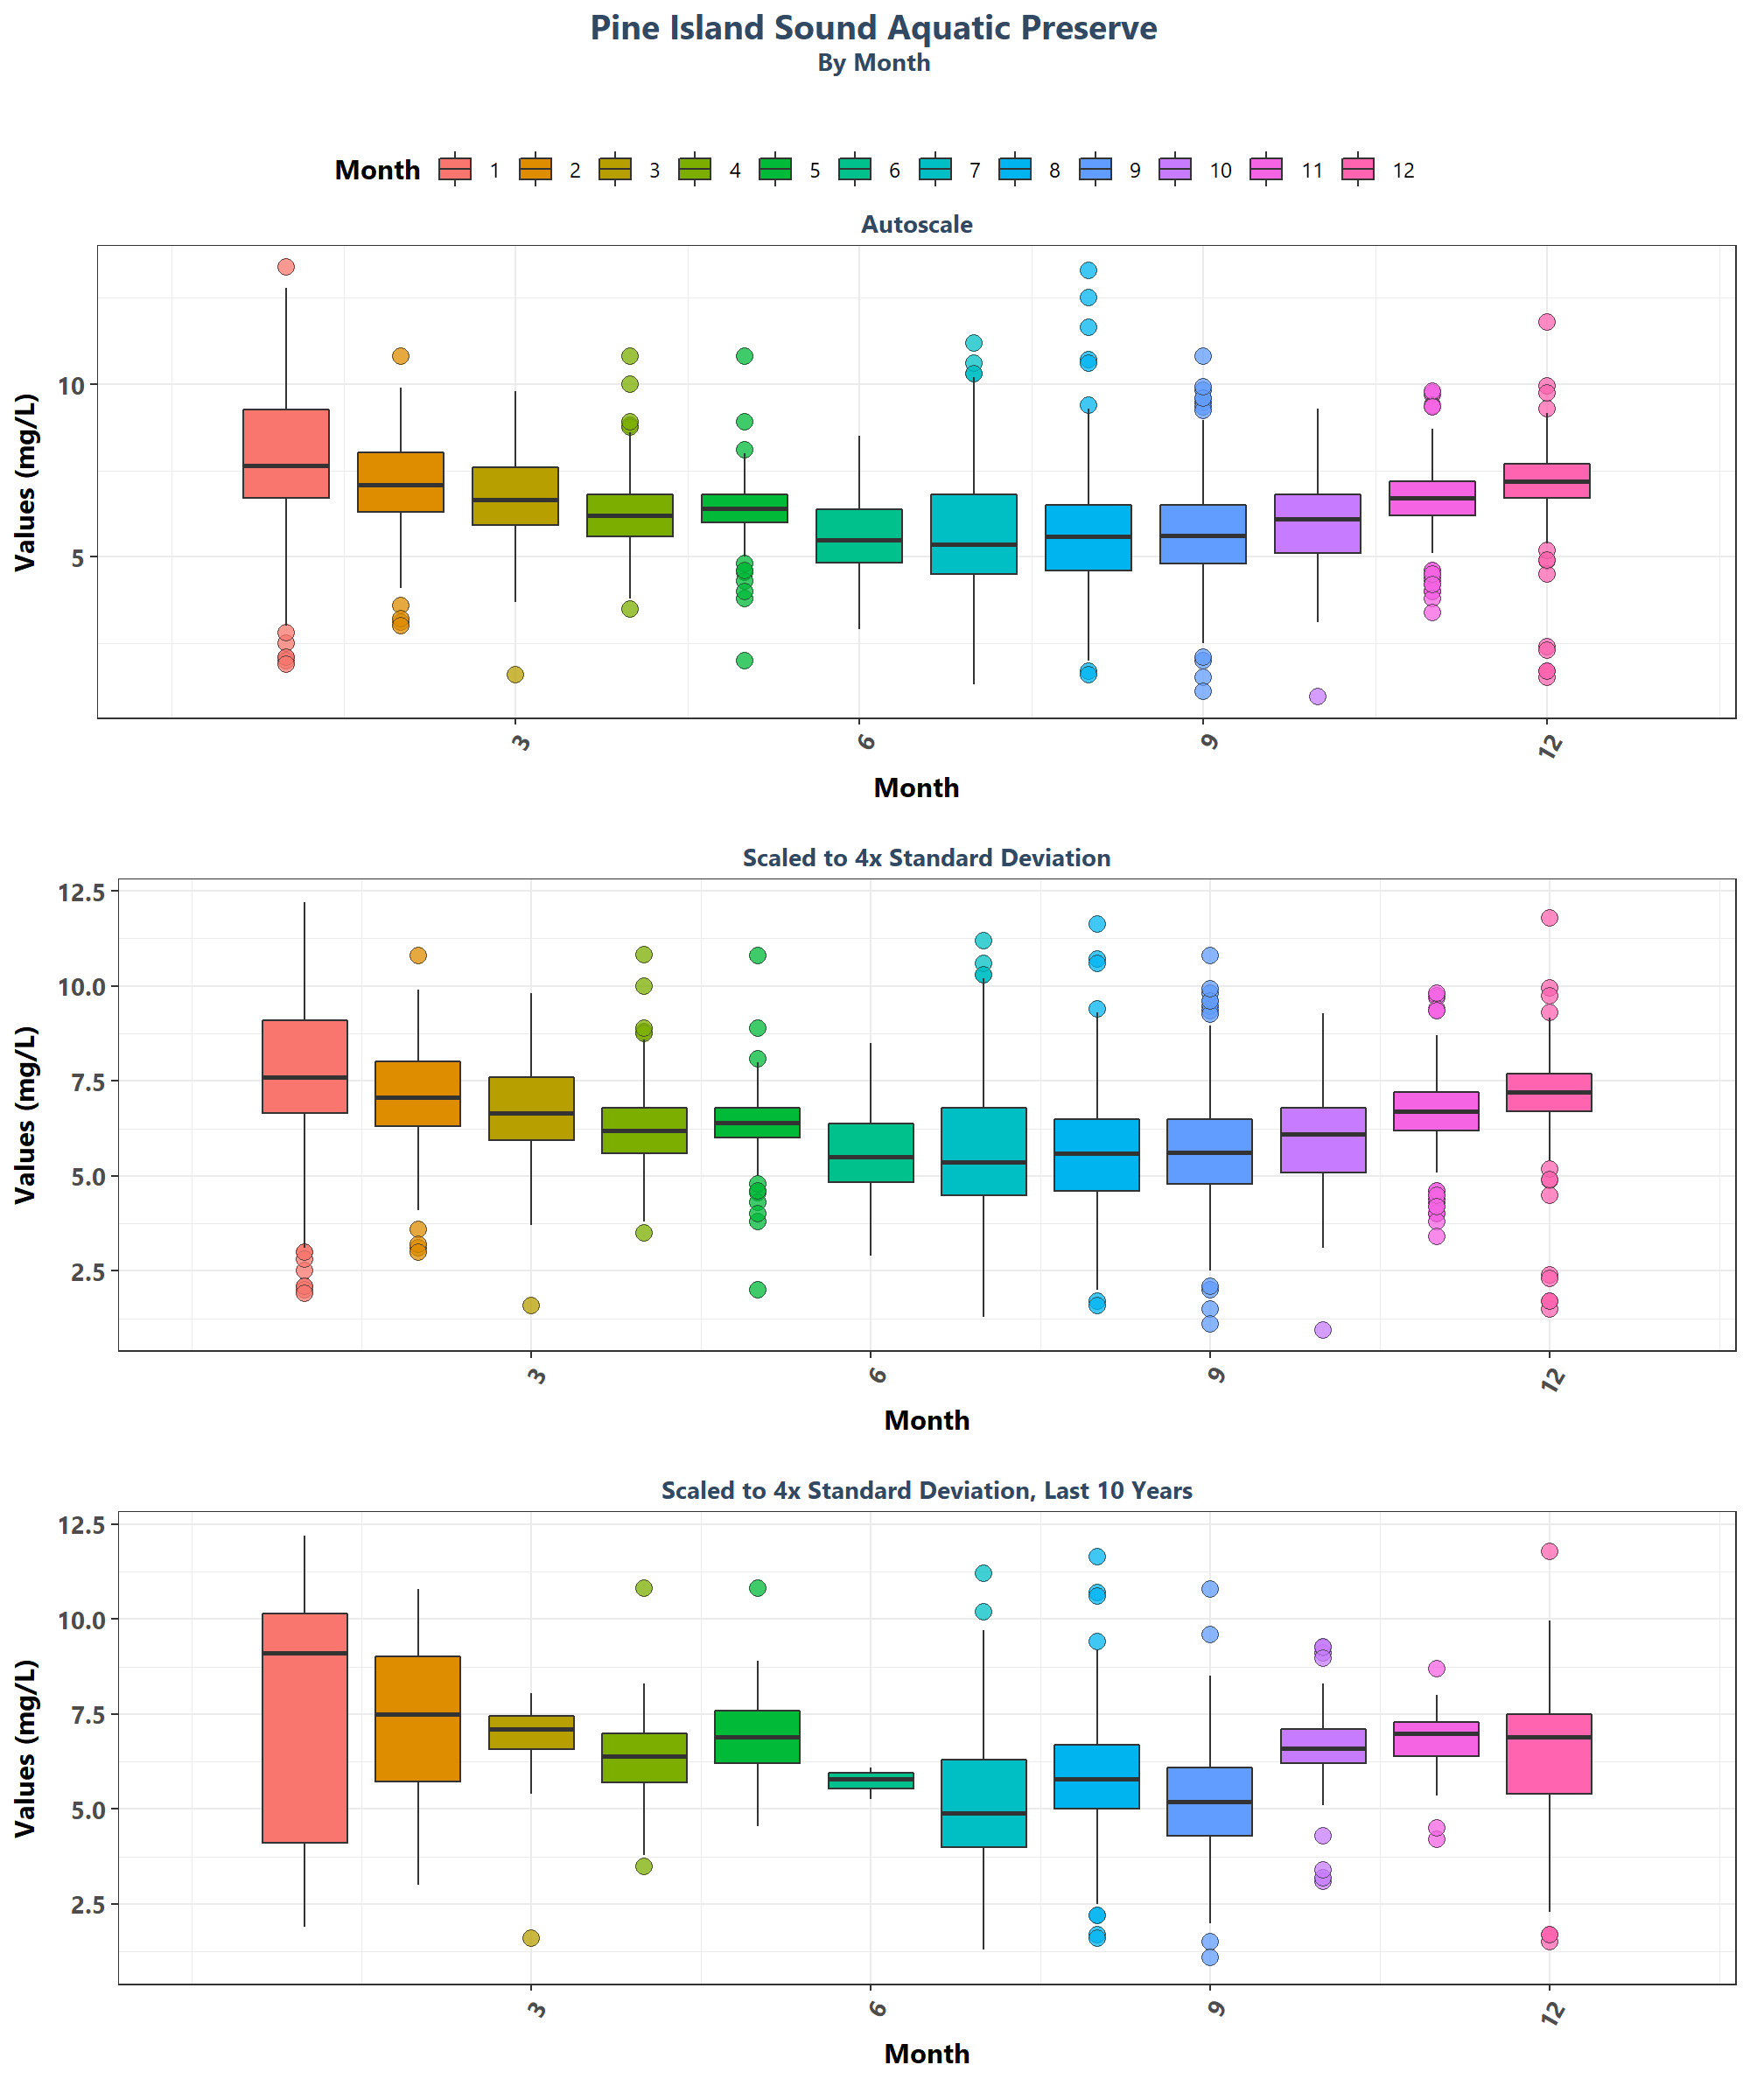 Pine Island Sound Aquatic Preserve
By Month
Month 1 2 3 4 5 6 7 8 9 10 11 12
Autoscale
Values (mg/L)
10
5
3 6 9 12
Month
Scaled to 4x Standard Deviation
Values (mg/L)
12.5
10.0
7.5
5.0
2.5
3 6 9 12
Month
Scaled to 4x Standard Deviation, Last 10 Years
Values (mg/L)
12.5
10.0
7.5
5.0
2.5
3 6 9 12
Month